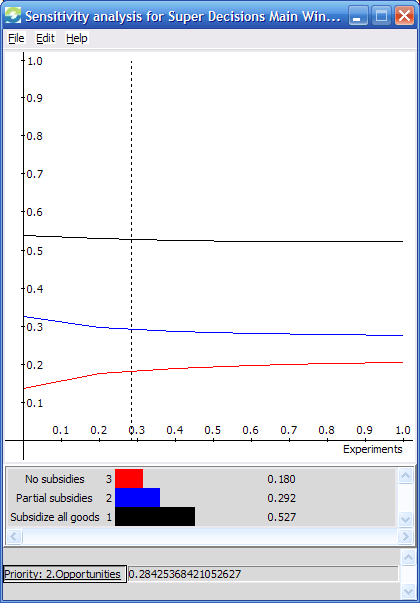 Sensitivity analysis for Super Decisions Main Win...
File Edit Help
1.0
0.9
0.8
0.7
0.6
0.5
0.4
0.3
0.2
0.1
0.1 0.2 0.3 0.4 0.5 0.6 0.7 0.8 0.9 1.0
Experiments
No subsidies 3 0.180
Partial subsidies 2 0.292
Subsidize all goods 1 0.527
Priority: 2.Opportunities 0.28425368421052627